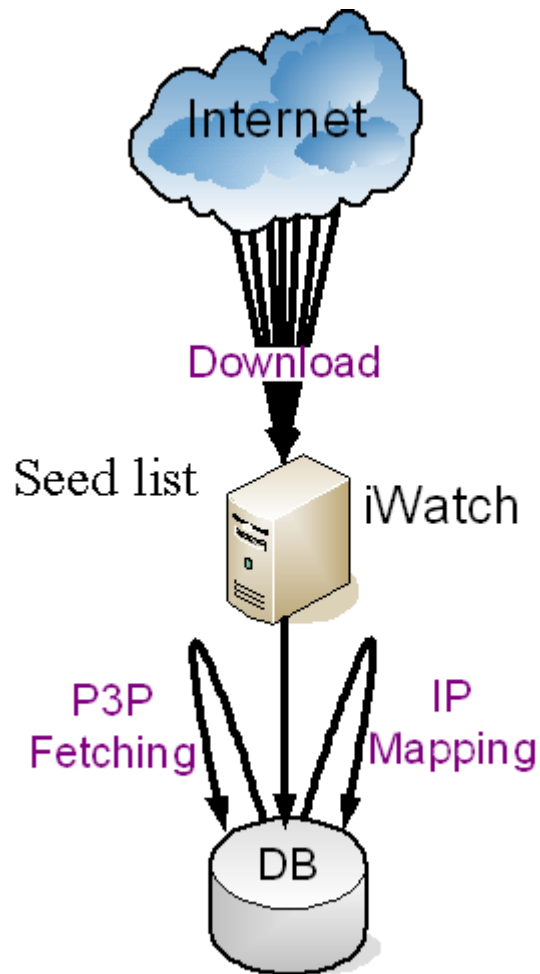 Internet
Download
Seed list
iWatch
P3P
Fetching
IP
Mapping
DB